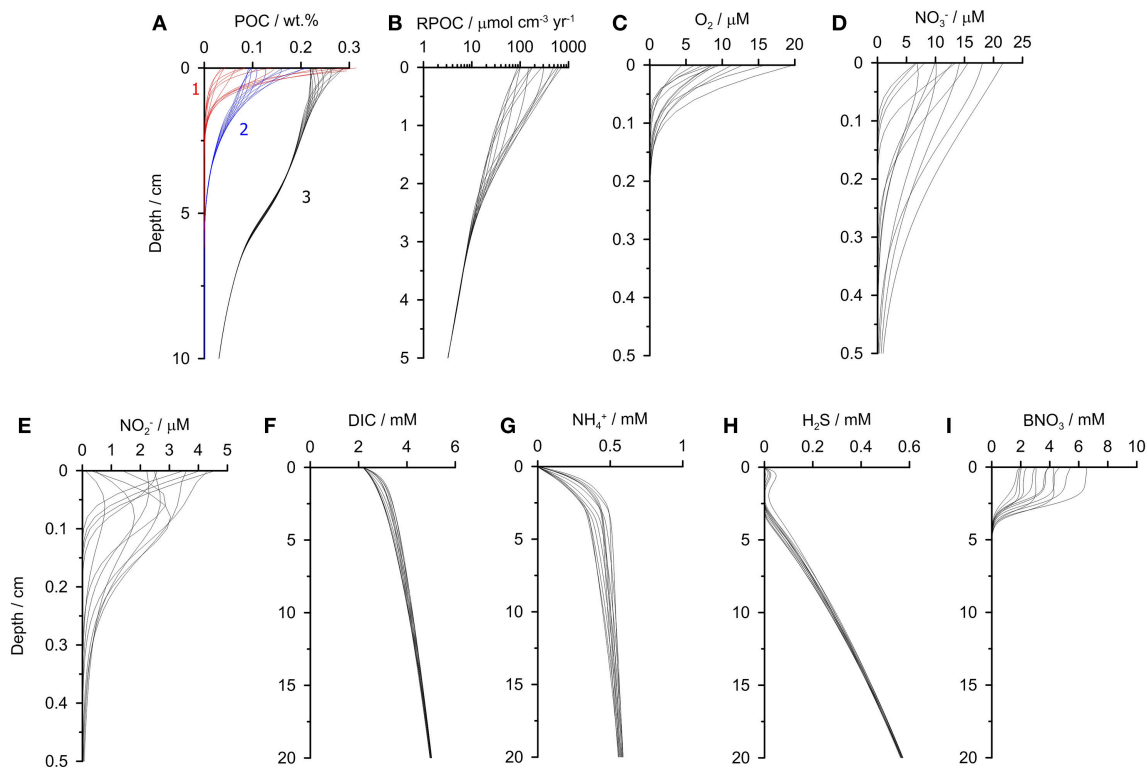 A POC / wt.%
0 0.1 0.2 0.3
Depth / cm
0
5
10
1
2
3
B RPOC / μmol cm⁻³ yr⁻¹
1 10 100 1000
0
1
2
3
4
5
C O₂ / μM
0 5 10 15 20
0
0.1
0.2
0.3
0.4
0.5
D NO₃⁻ / μM
0 5 10 15 20 25
0
0.1
0.2
0.3
0.4
0.5
E NO₂⁻ / μM
0 1 2 3 4 5
Depth / cm
0
0.1
0.2
0.3
0.4
0.5
F DIC / mM
0 2 4 6
0
5
10
15
20
G NH₄⁺ / mM
0 0.5 1
0
5
10
15
20
H H₂S / mM
0 0.2 0.4 0.6
0
5
10
15
20
I BNO₃ / mM
0 2 4 6 8 10
0
5
10
15
20